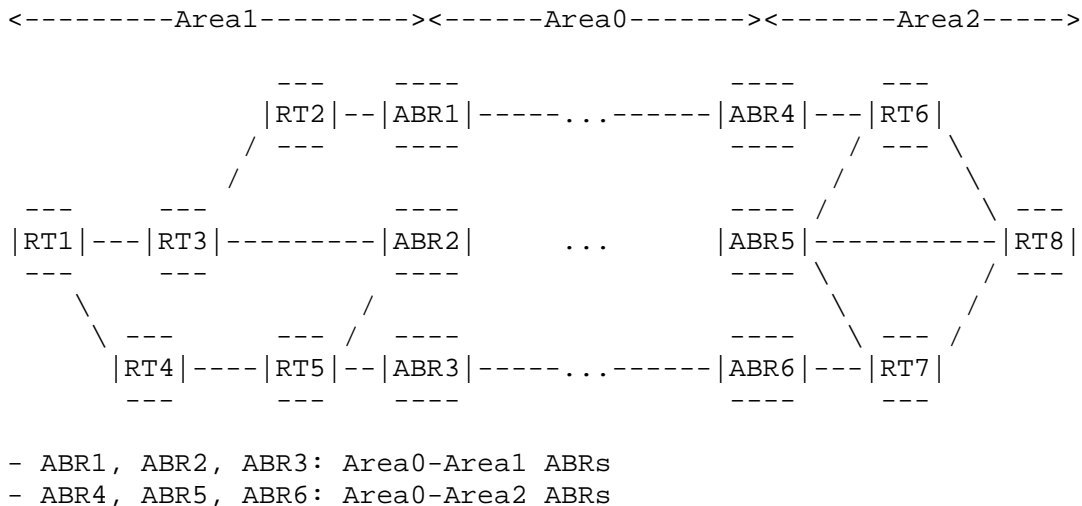 <---------Area1---------><------Area0-------><-------Area2----->
|RT2|--|ABR1|-----...------|ABR4|---|RT6|
|RT1|---|RT3|---------|ABR2|     ...     |ABR5|-----------|RT8|
|RT4|----|RT5|--|ABR3|-----...------|ABR6|---|RT7|
- ABR1, ABR2, ABR3: Area0-Area1 ABRs
- ABR4, ABR5, ABR6: Area0-Area2 ABRs